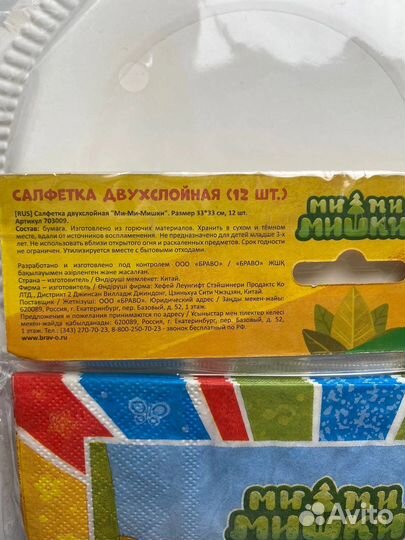 САЛФЕТКА ДВУХСЛОЙНАЯ (12 ШТ.)
[RUS] Салфетка двухслойная "Ми-Ми-Мишки". Размер 33*33 см, 12 шт.
Артикул 703009.
Состав: бумага. Изготовлено из горючих материалов. Хранить в сухом и тёмном
месте, вдали от источников воспламенения. Не предназначено для детей младше 3-х
лет. Не использовать вблизи открытого огня и раскаленных предметов. Срок годности
не ограничен. Утилизируется вместе с бытовыми отходами.
МИ МИ
МИШКИ
Разработано и изготовлено под контролем ООО «БРАВО» / «БРАВО» ЖШҚ
бақылауымен әзірленген және жасалған.
Страна – изготовитель / Өндіруші мемлекет: Китай.
Фирма – изготовитель / Өндіруші фирма: Хефей Леунгифт Стэйшинери Продактс Ко
ЛТД., Дистрикт 2 Джиксин Вилладж Джиндонг, Цзиньхуа Сити Чжэцзян, Китай.
Поставщик / Жеткізуші: ООО «БРАВО». Юридический адрес / Заңды мекен-жайы:
620089, Россия, г. Екатеринбург, пер. Базовый, д. 52, 1 этаж.
Предложения и пожелания принимаются по адресу / Ұсыныстар мен тілектер келесі
мекен-жайда қабылданады: 620089, Россия, г. Екатеринбург, пер. Базовый, д. 52,
1 этаж. Тел.: (343) 270-70-23, 8-800-250-70-23 - звонок бесплатный по РФ.
www.brav-o.ru
МИ МИ
МИШКИ
Avito